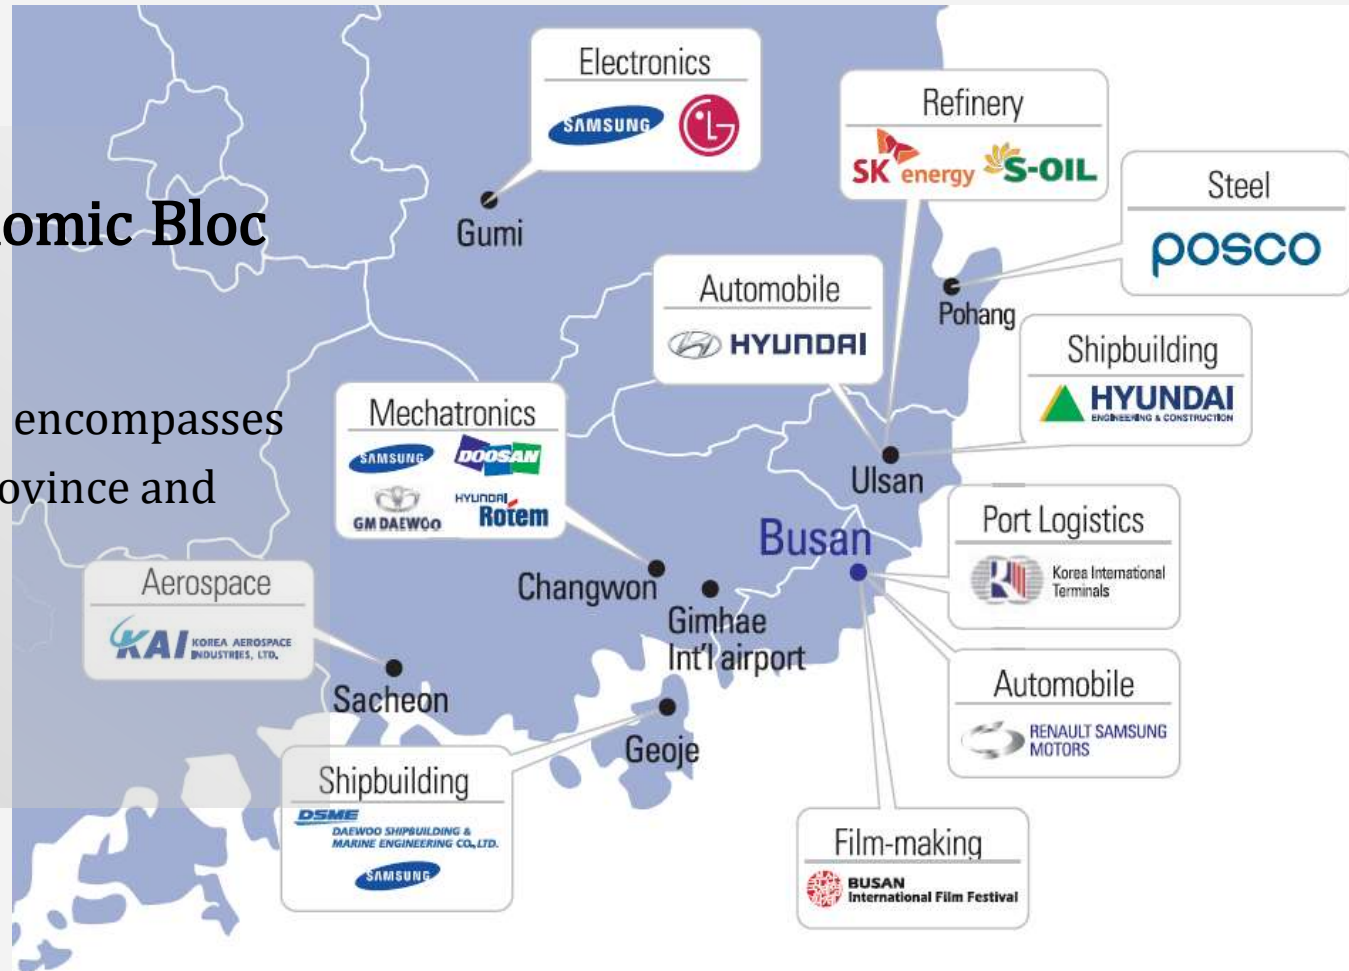 omic Bloc
encompasses
ovince and
Electronics
SAMSUNG LG
Gumi
Refinery
SK energy S-OIL
Steel
posco
Pohang
Automobile
HYUNDAI
Shipbuilding
HYUNDAI
ENGINEERING & CONSTRUCTION
Ulsan
Mechatronics
SAMSUNG DOOSAN
GM DAEWOO HYUNDAI Rotem
Changwon
Busan
Gimhae
Int'l airport
Port Logistics
Korea International
Terminals
Aerospace
KAI KOREA AEROSPACE
INDUSTRIES, LTD.
Sacheon
Automobile
RENAULT SAMSUNG
MOTORS
Geoje
Shipbuilding
DSME
DAEWOO SHIPBUILDING &
MARINE ENGINEERING CO., LTD.
SAMSUNG
Film-making
BUSAN
International Film Festival